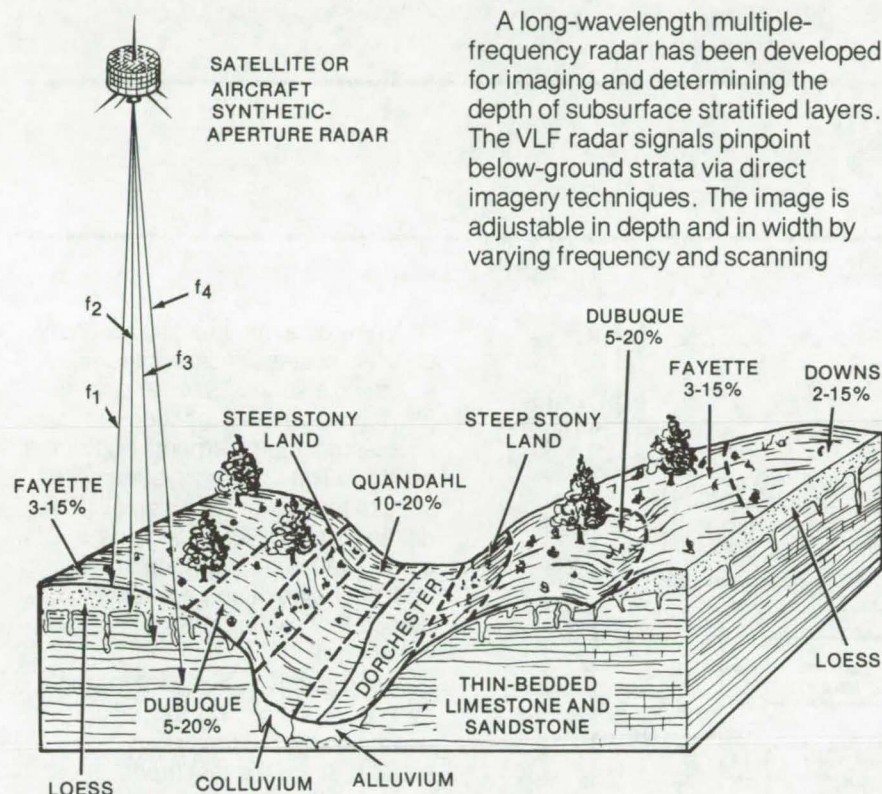 SATELLITE OR
AIRCRAFT
SYNTHETIC-
APERTURE RADAR
A long-wavelength multiple-
frequency radar has been developed
for imaging and determining the
depth of subsurface stratified layers.
The VLF radar signals pinpoint
below-ground strata via direct
imagery techniques. The image is
adjustable in depth and in width by
varying frequency and scanning
f4
f2
f3
f1
DUBUQUE
5-20%
FAYETTE
3-15%
DOWNS
2-15%
STEEP STONY
LAND
STEEP STONY
LAND
QUANDAHL
10-20%
FAYETTE
3-15%
DORCHESTER
LOESS
DUBUQUE
5-20%
THIN-BEDDED
LIMESTONE AND
SANDSTONE
LOESS
COLLUVIUM
ALLUVIUM